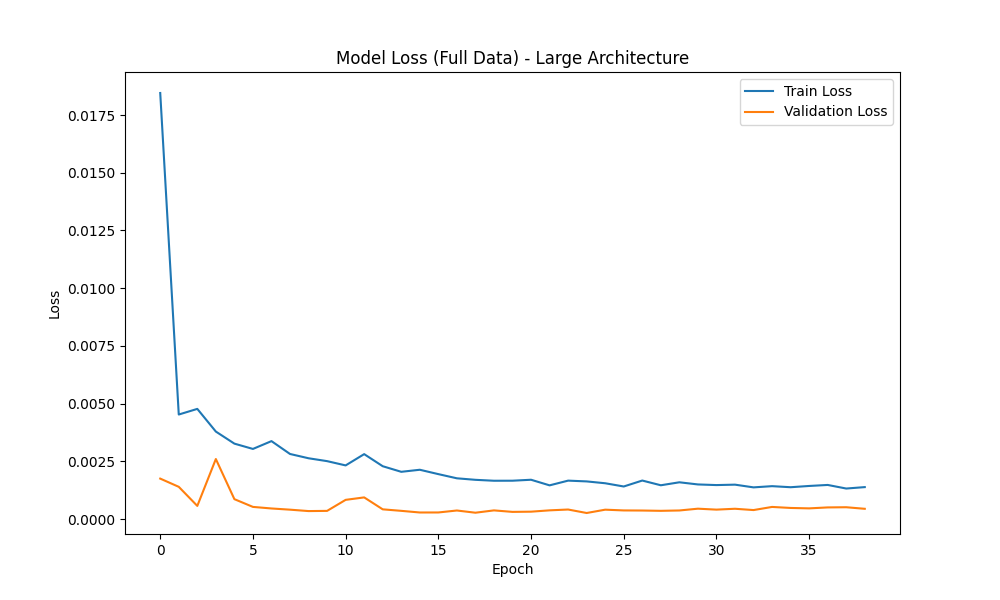 Model Loss (Full Data) - Large Architecture
Train Loss
Validation Loss
0.0175
0.0150
0.0125
0.0100
0.0075
0.0050
0.0025
0.0000
Loss
0 5 10 15 20 25 30 35
Epoch